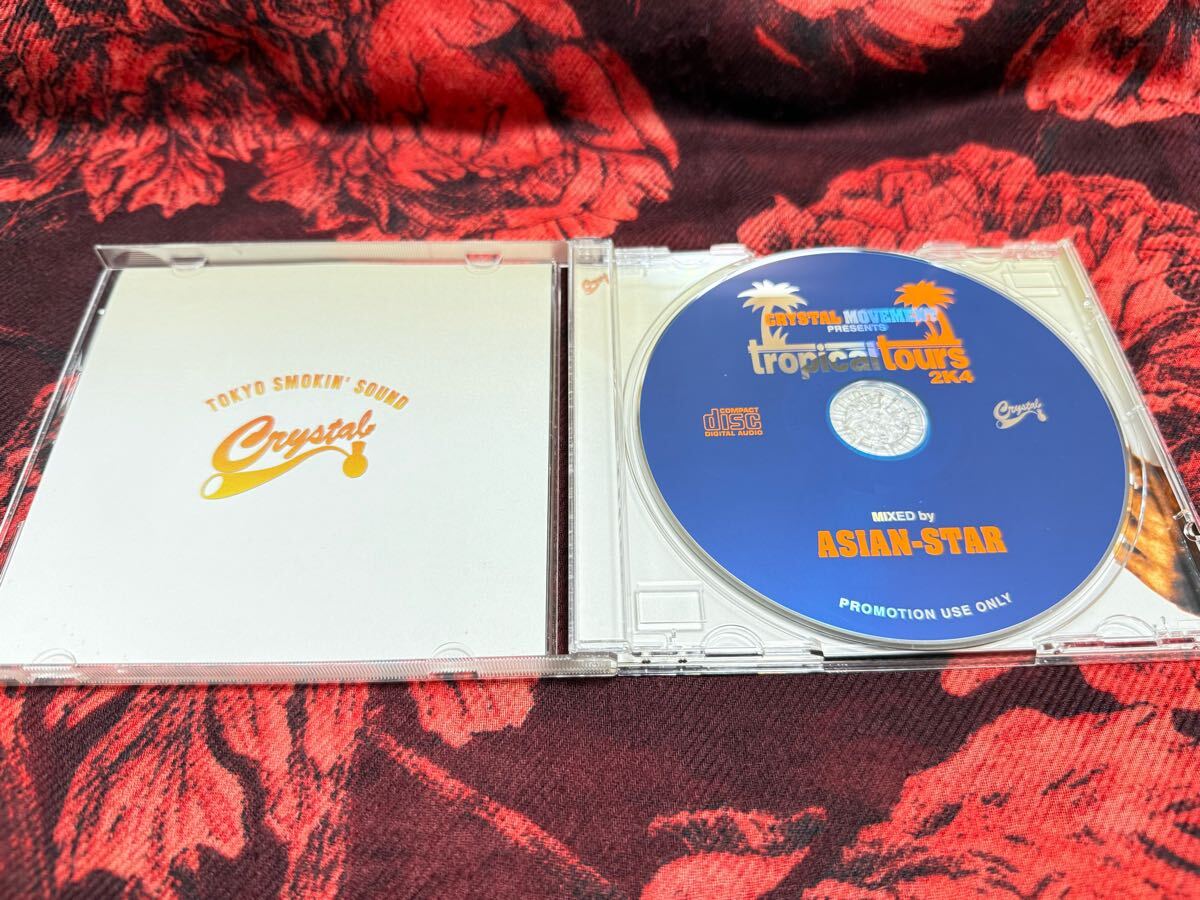 TOKYO SMOKIN' SOUND
Crystal
CRYSTAL MOVEMENT
PRESENTS
tropical tours
2K4
COMPACT
disc
DIGITAL AUDIO
Crystal
MIXED by
ASIAN-STAR
PROMOTION USE ONLY